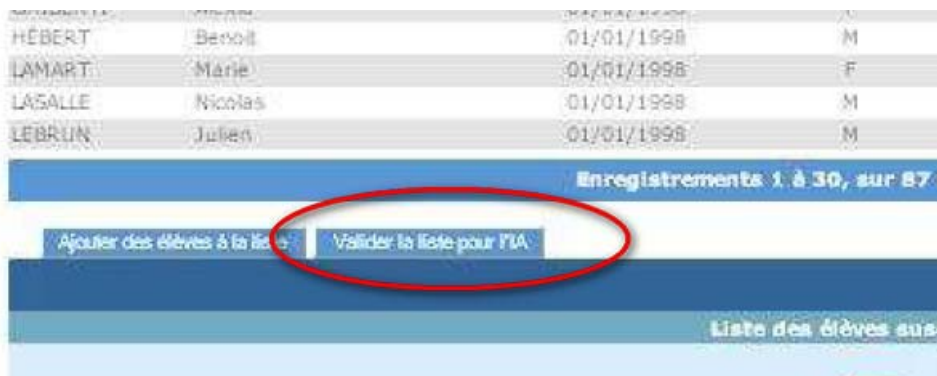 HÉBERT Benoit 01/01/1998 M
LAMART Marie 01/01/1998 F
LASALLE Nicolas 01/01/1998 M
LEBRUN Julien 01/01/1998 M
Enregistrements 1 à 30, sur 87
Ajouter des élèves à la liste Valider la liste pour l'IA
Liste des élèves sus